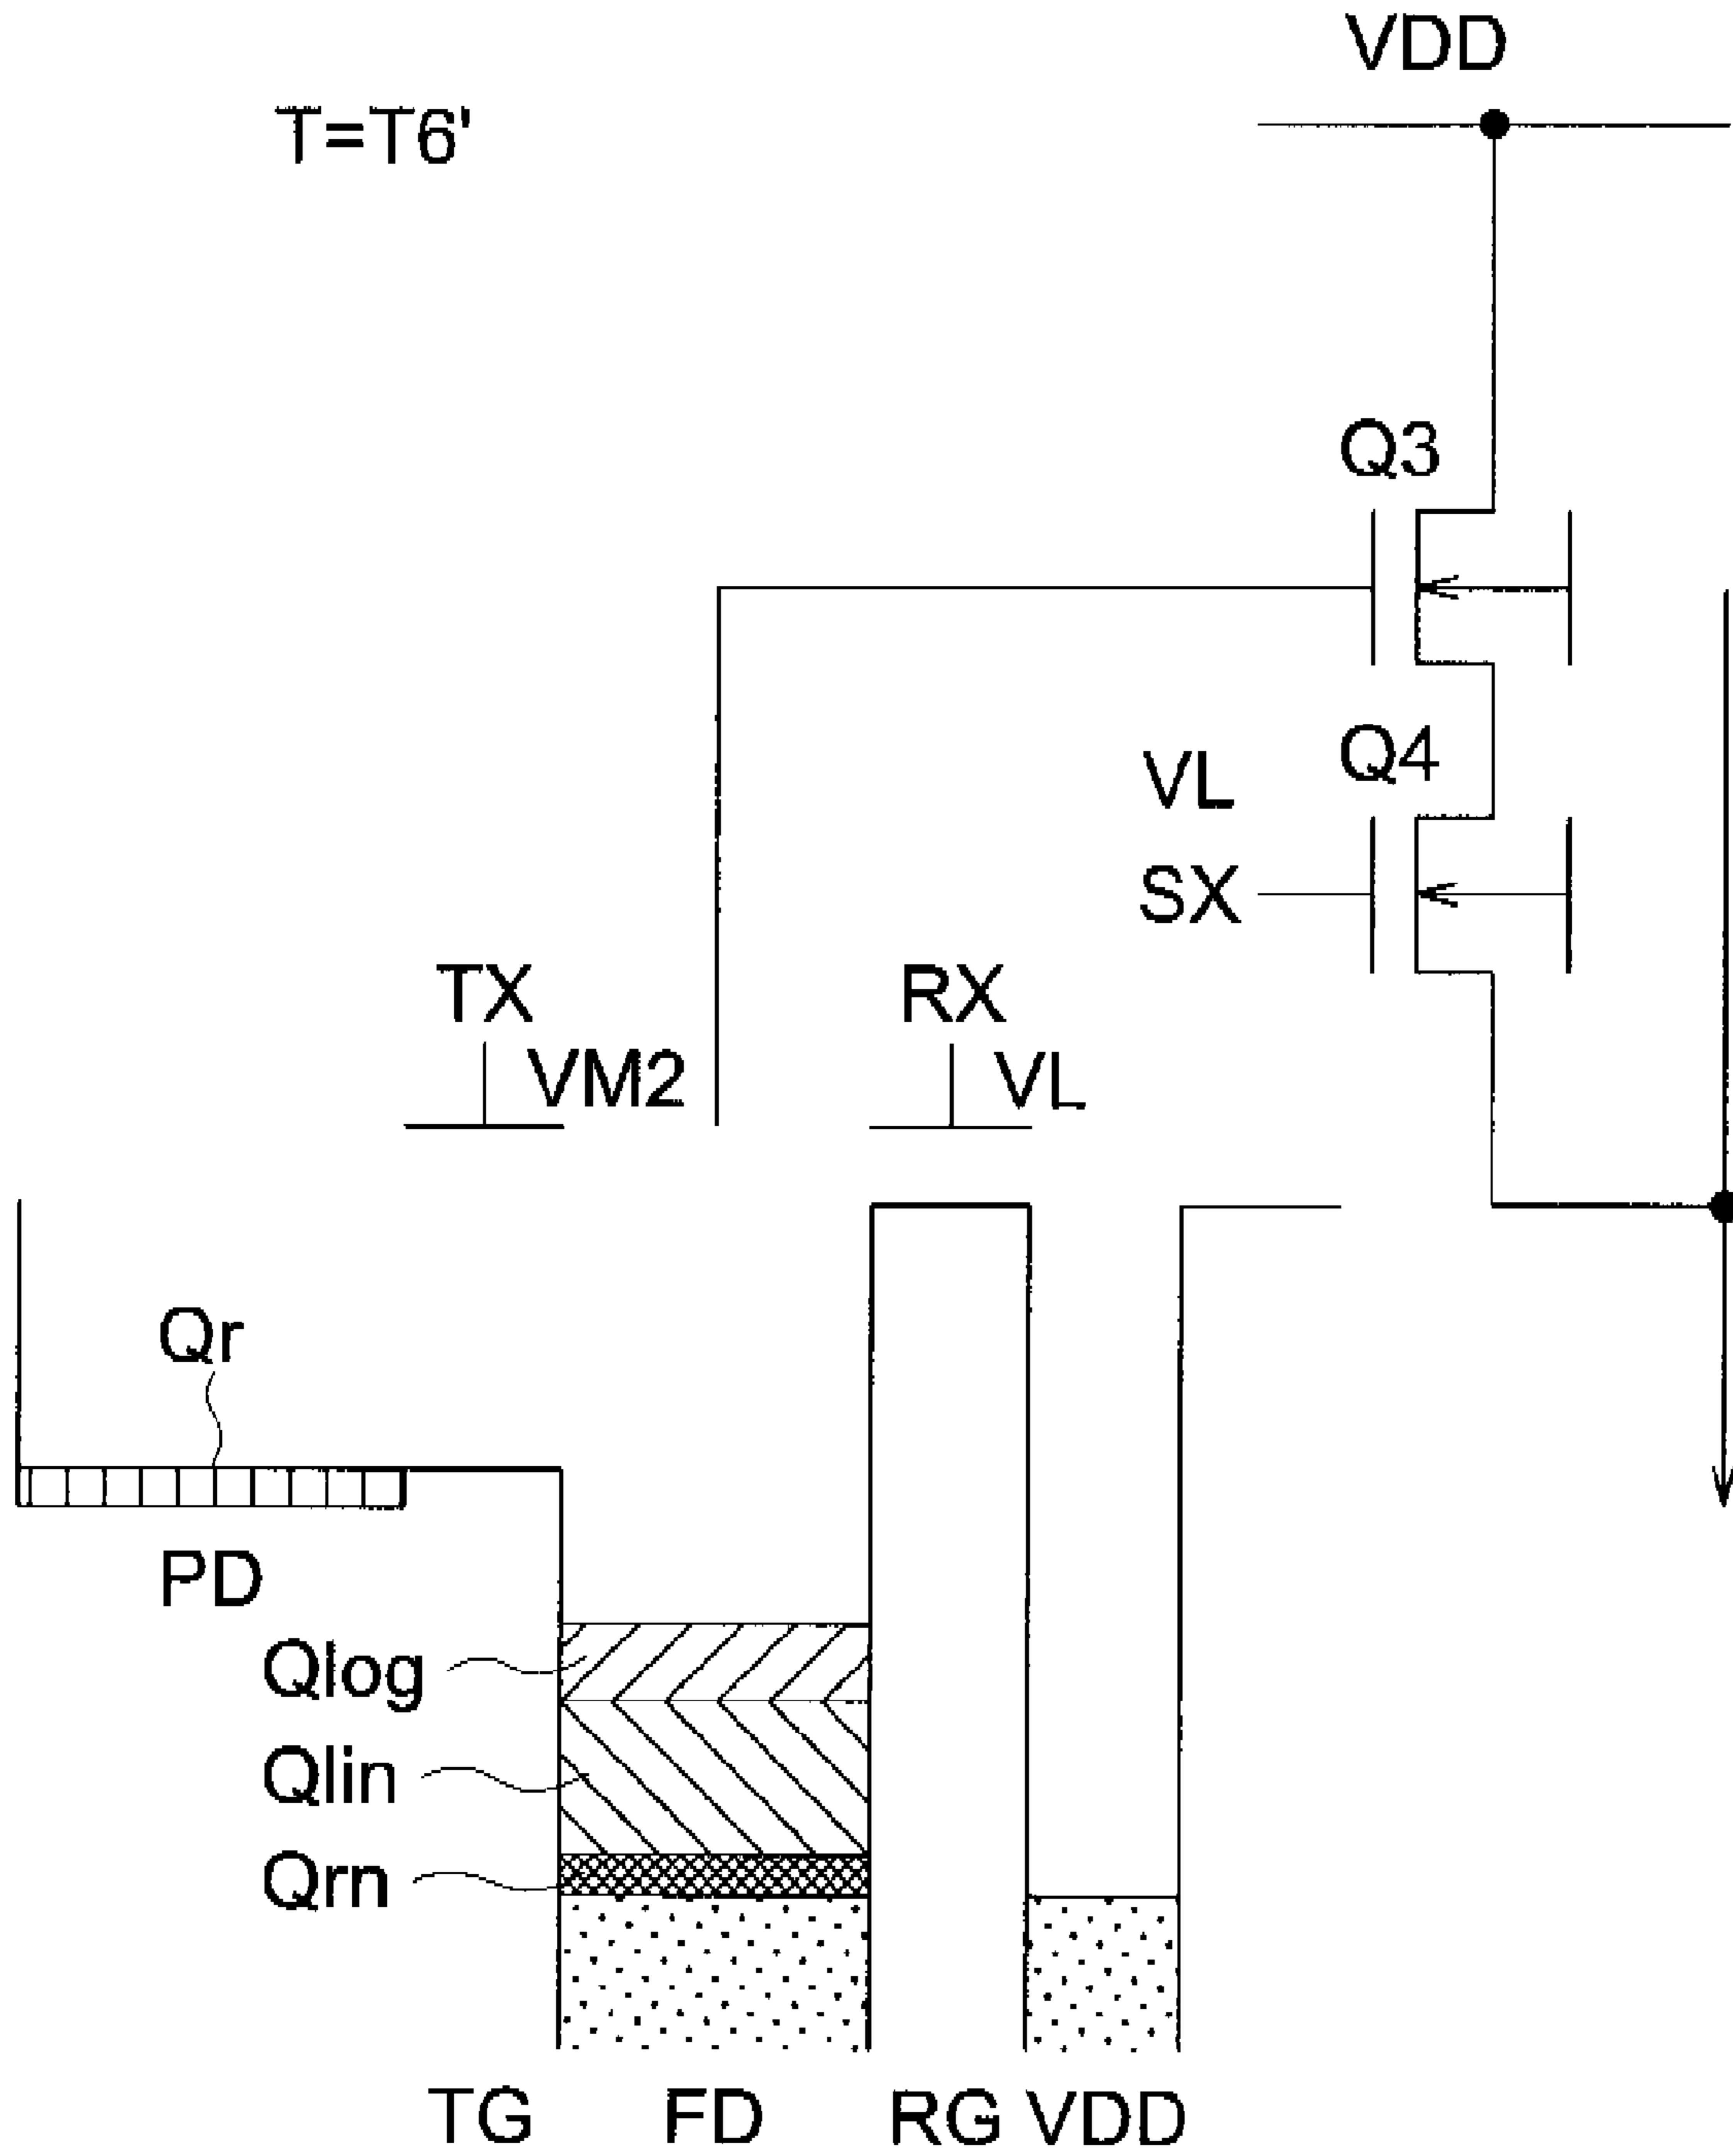 VDD
T=T6'
Q3
Q4
VL
SX
TX
RX
VM2
VL
Qr
PD
Qlog
Qlin
Qrn
TG
FD
RG
VDD